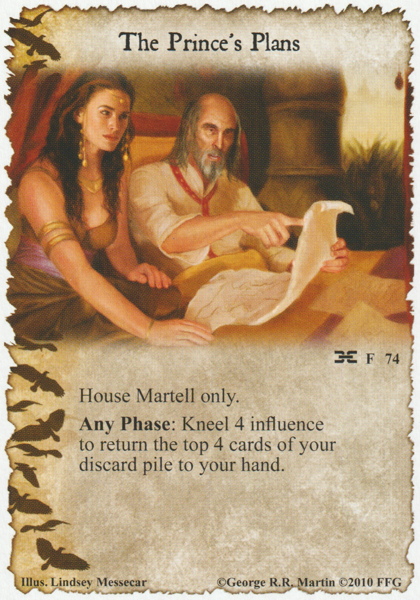 The Prince's Plans
F 74
House Martell only.
Any Phase: Kneel 4 influence
to return the top 4 cards of your
discard pile to your hand.
Illus. Lindsey Messecar ©George R.R. Martin ©2010 FFG